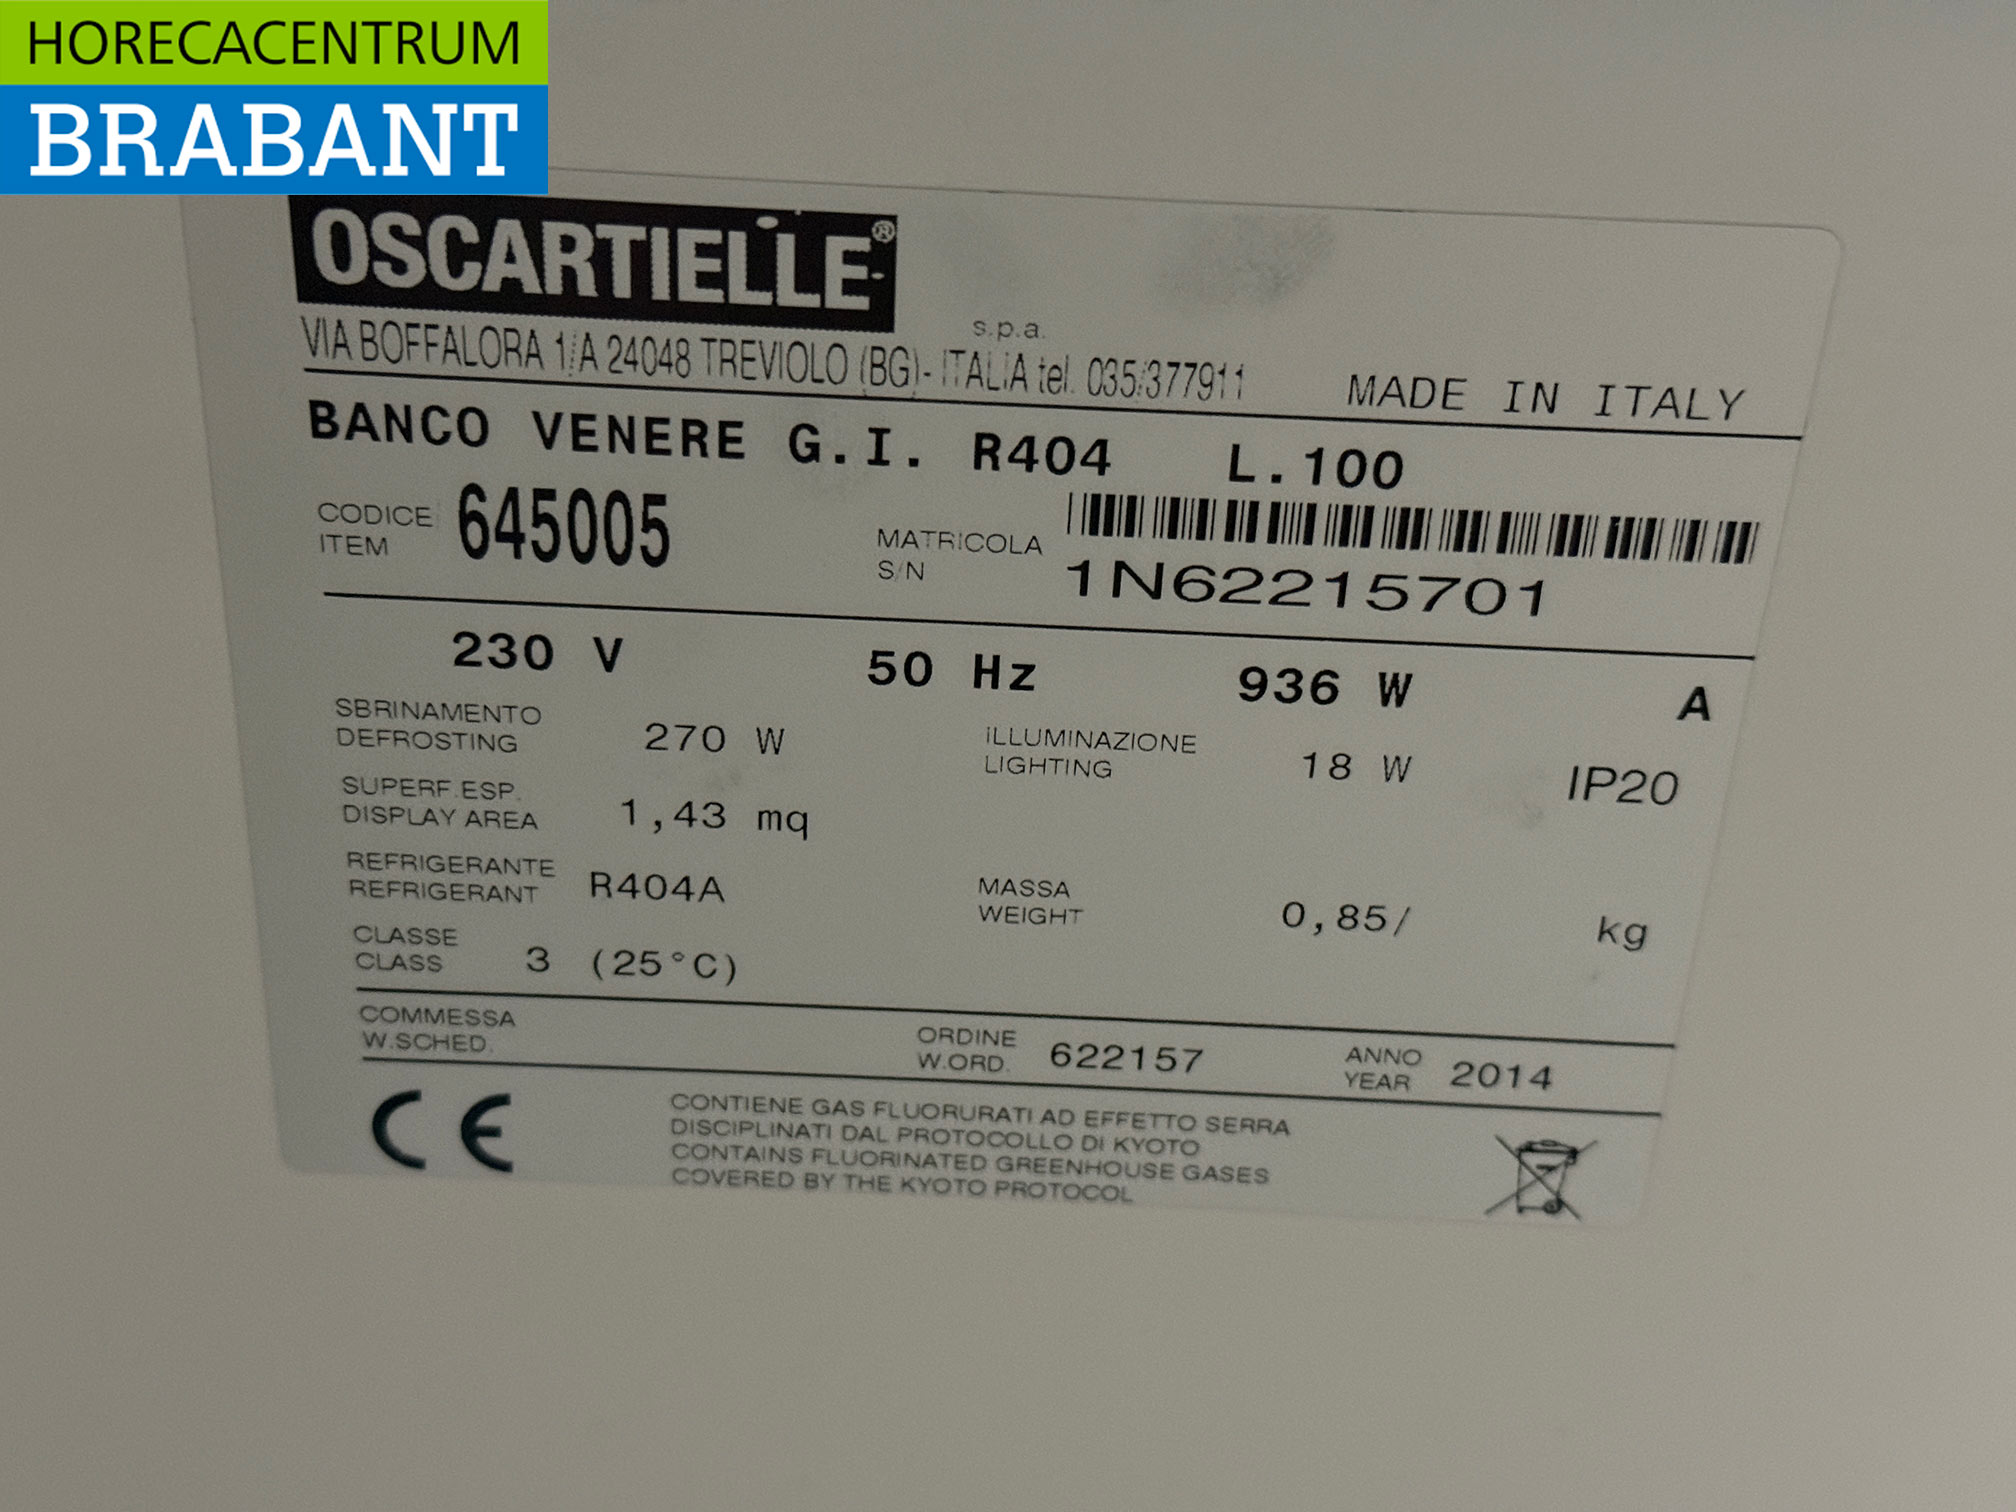 HORECACENTRUM
BRABANT
OSCARTIELLE®
s.p.a.
VIA BOFFALORA 1/A 24048 TREVIOLO (BG)- ITALIA tel. 035/377911
MADE IN ITALY
BANCO VENERE G.I. R404 L.100
CODICE
ITEM
645005
MATRICOLA
S/N
1N62215701
230 V 50 Hz 936 W A
SBRINAMENTO
DEFROSTING
270 W
ILLUMINAZIONE
LIGHTING
18 W
IP20
SUPERF.ESP.
DISPLAY AREA
1,43 mq
REFRIGERANTE
REFRIGERANT
R404A
MASSA
WEIGHT
0,85/ kg
CLASSE
CLASS
3 (25°C)
COMMESSA
W.SCHED.
ORDINE
W.ORD.
622157
ANNO
YEAR
2014
CE
CONTIENE GAS FLUORURATI AD EFFETTO SERRA
DISCIPLINATI DAL PROTOCOLLO DI KYOTO
CONTAINS FLUORINATED GREENHOUSE GASES
COVERED BY THE KYOTO PROTOCOL